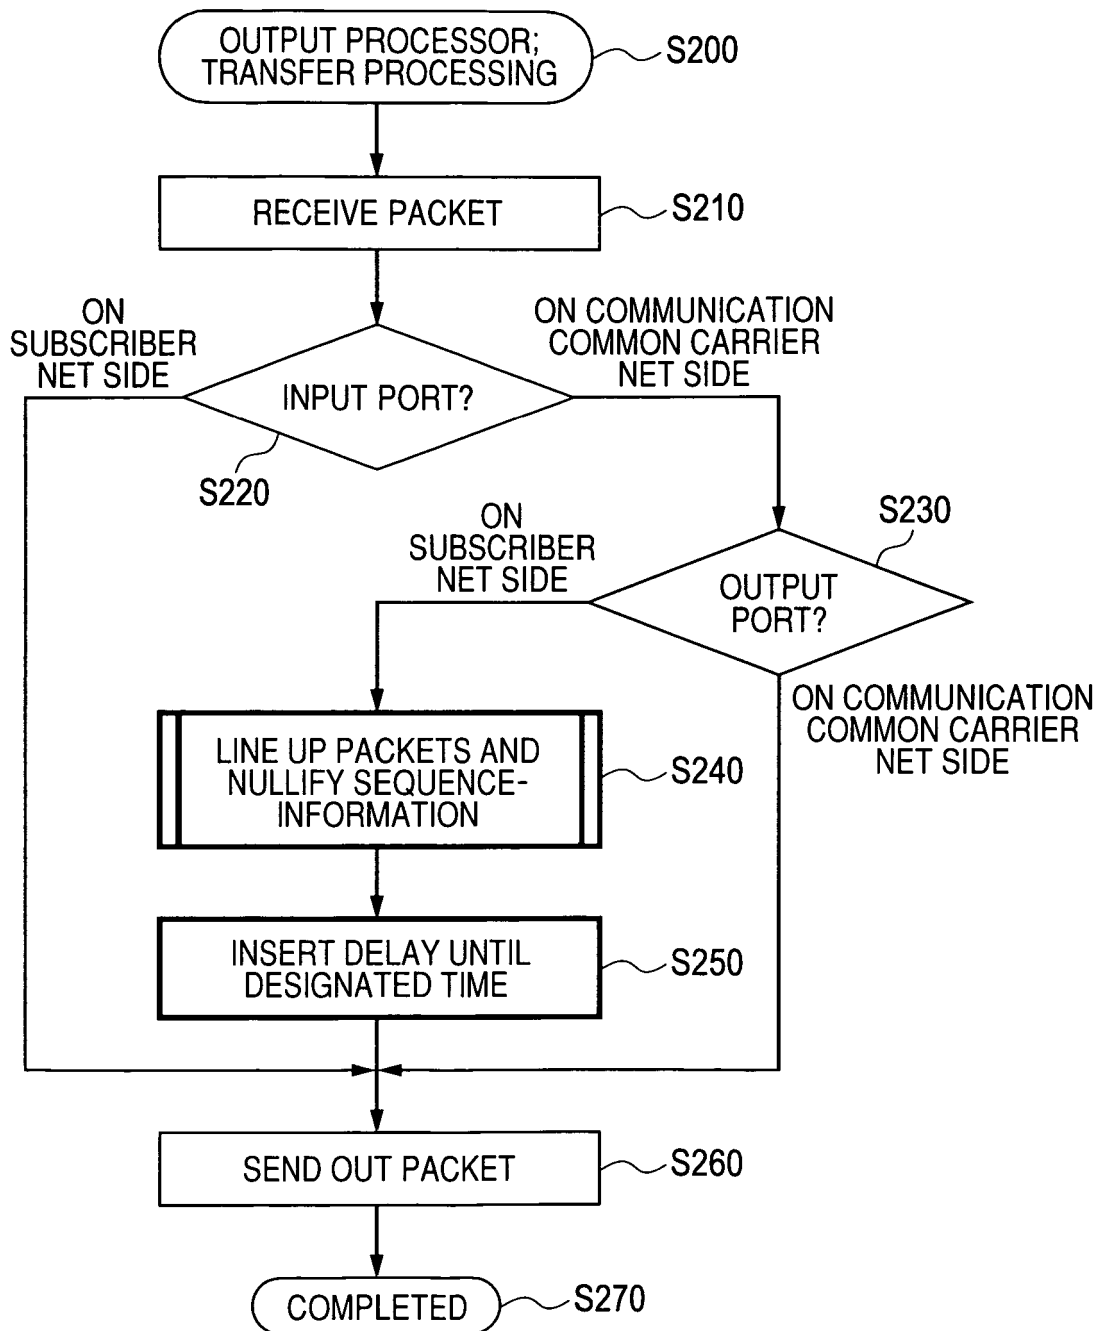 OUTPUT PROCESSOR;
TRANSFER PROCESSING
S200
RECEIVE PACKET
S210
ON
SUBSCRIBER
NET SIDE
ON COMMUNICATION
COMMON CARRIER
NET SIDE
INPUT PORT?
S220
S230
ON
SUBSCRIBER
NET SIDE
OUTPUT
PORT?
ON COMMUNICATION
COMMON CARRIER
NET SIDE
LINE UP PACKETS AND
NULLIFY SEQUENCE-
INFORMATION
S240
INSERT DELAY UNTIL
DESIGNATED TIME
S250
SEND OUT PACKET
S260
COMPLETED
S270